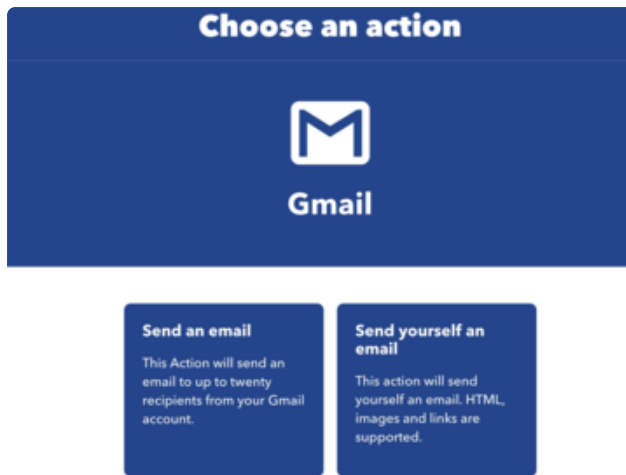 Choose an action
Gmail
Send an email
This Action will send an
email to up to twenty
recipients from your Gmail
account.
Send yourself an
email
This action will send
yourself an email. HTML,
images and links are
supported.